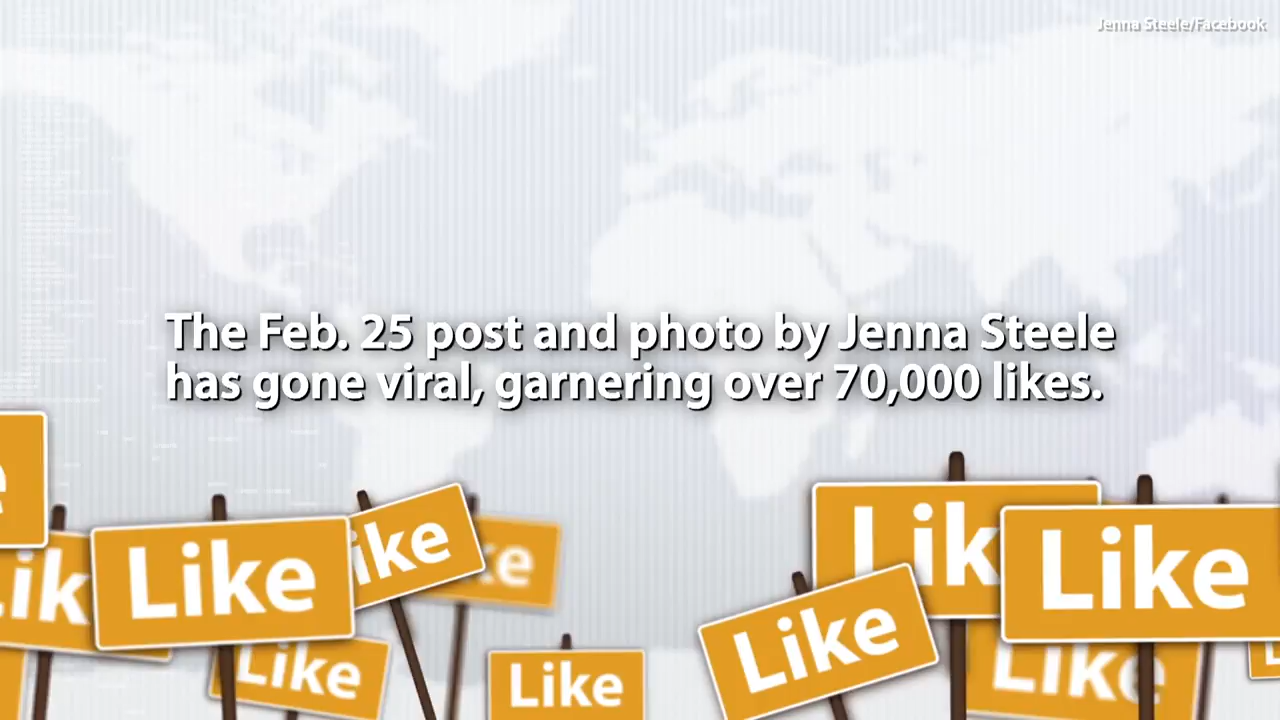 Jenna Steele/Facebook
The Feb. 25 post and photo by Jenna Steele
has gone viral, garnering over 70,000 likes.
Like
Like
Like
Like
Like
Like